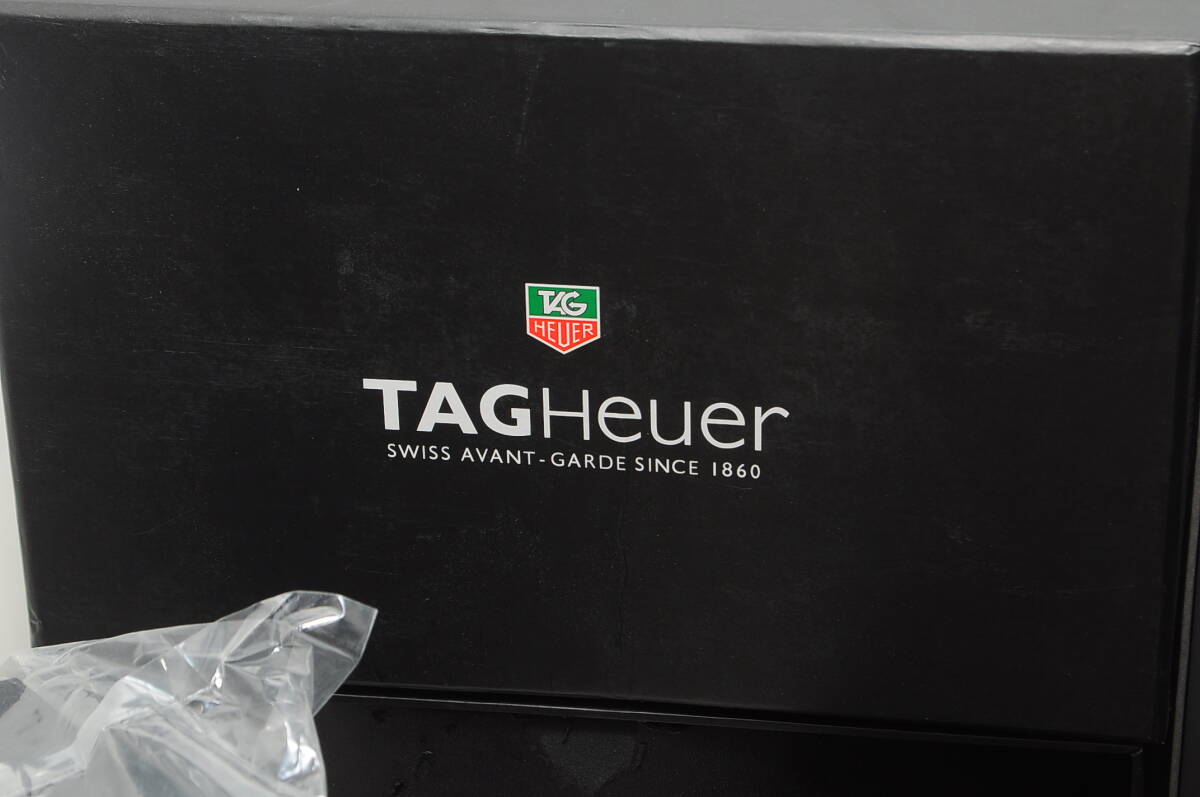 TAG
HEUER
TAGHeuer
SWISS AVANT-GARDE SINCE 1860